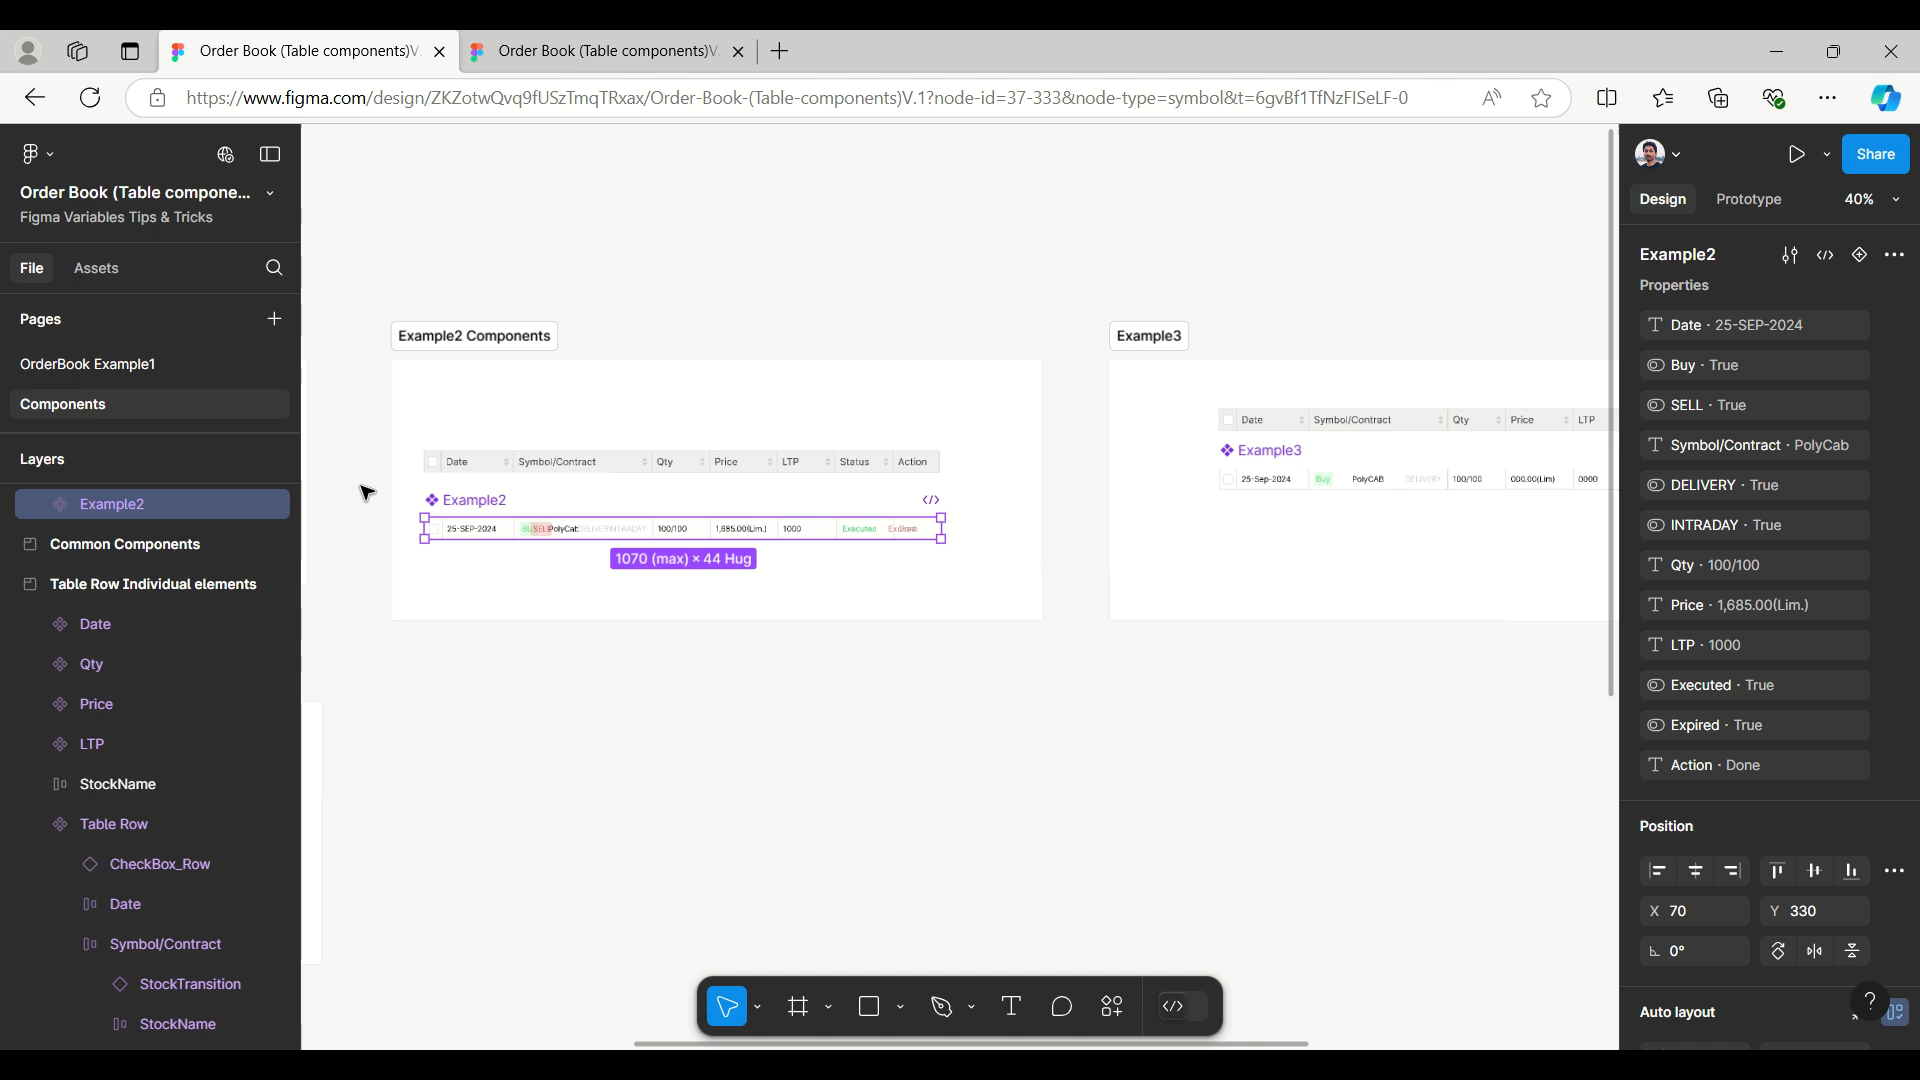 Order Book (Table components)V.
Order Book (Table components)V.
https://www.figma.com/design/ZKZotwQvq9fUSzTmqTRxax/Order-Book-(Table-components)V.1?node-id=37-333&node-type=symbol&t=6gvBf1TfNzFISeLF-0
Order Book (Table compone...
Figma Variables Tips & Tricks
File
Assets
Pages
OrderBook Example1
Components
Layers
Example2
Common Components
Table Row Individual elements
Date
Qty
Price
LTP
StockName
Table Row
CheckBox_Row
Date
Symbol/Contract
StockTransition
StockName
Example2 Components
Date Symbol/Contract Qty Price LTP Status Action
Example2
25-SEP-2024 SELL PolyCab INTRADAY 100/100 1,685.00(Lim.) 1000 Executed
1070 (max) × 44 Hug
Example3
Date Symbol/Contract Qty Price LTP
Example3
25-Sep-2024 Buy PolyCAB DELIVERY 100/100 000.00(Lim) 0000
Share
Design
Prototype
40%
Example2
Properties
Date · 25-SEP-2024
Buy · True
SELL · True
Symbol/Contract · PolyCab
DELIVERY · True
INTRADAY · True
Qty · 100/100
Price · 1,685.00(Lim.)
LTP · 1000
Executed · True
Expired · True
Action · Done
Position
X 70
Y 330
0°
Auto layout
?